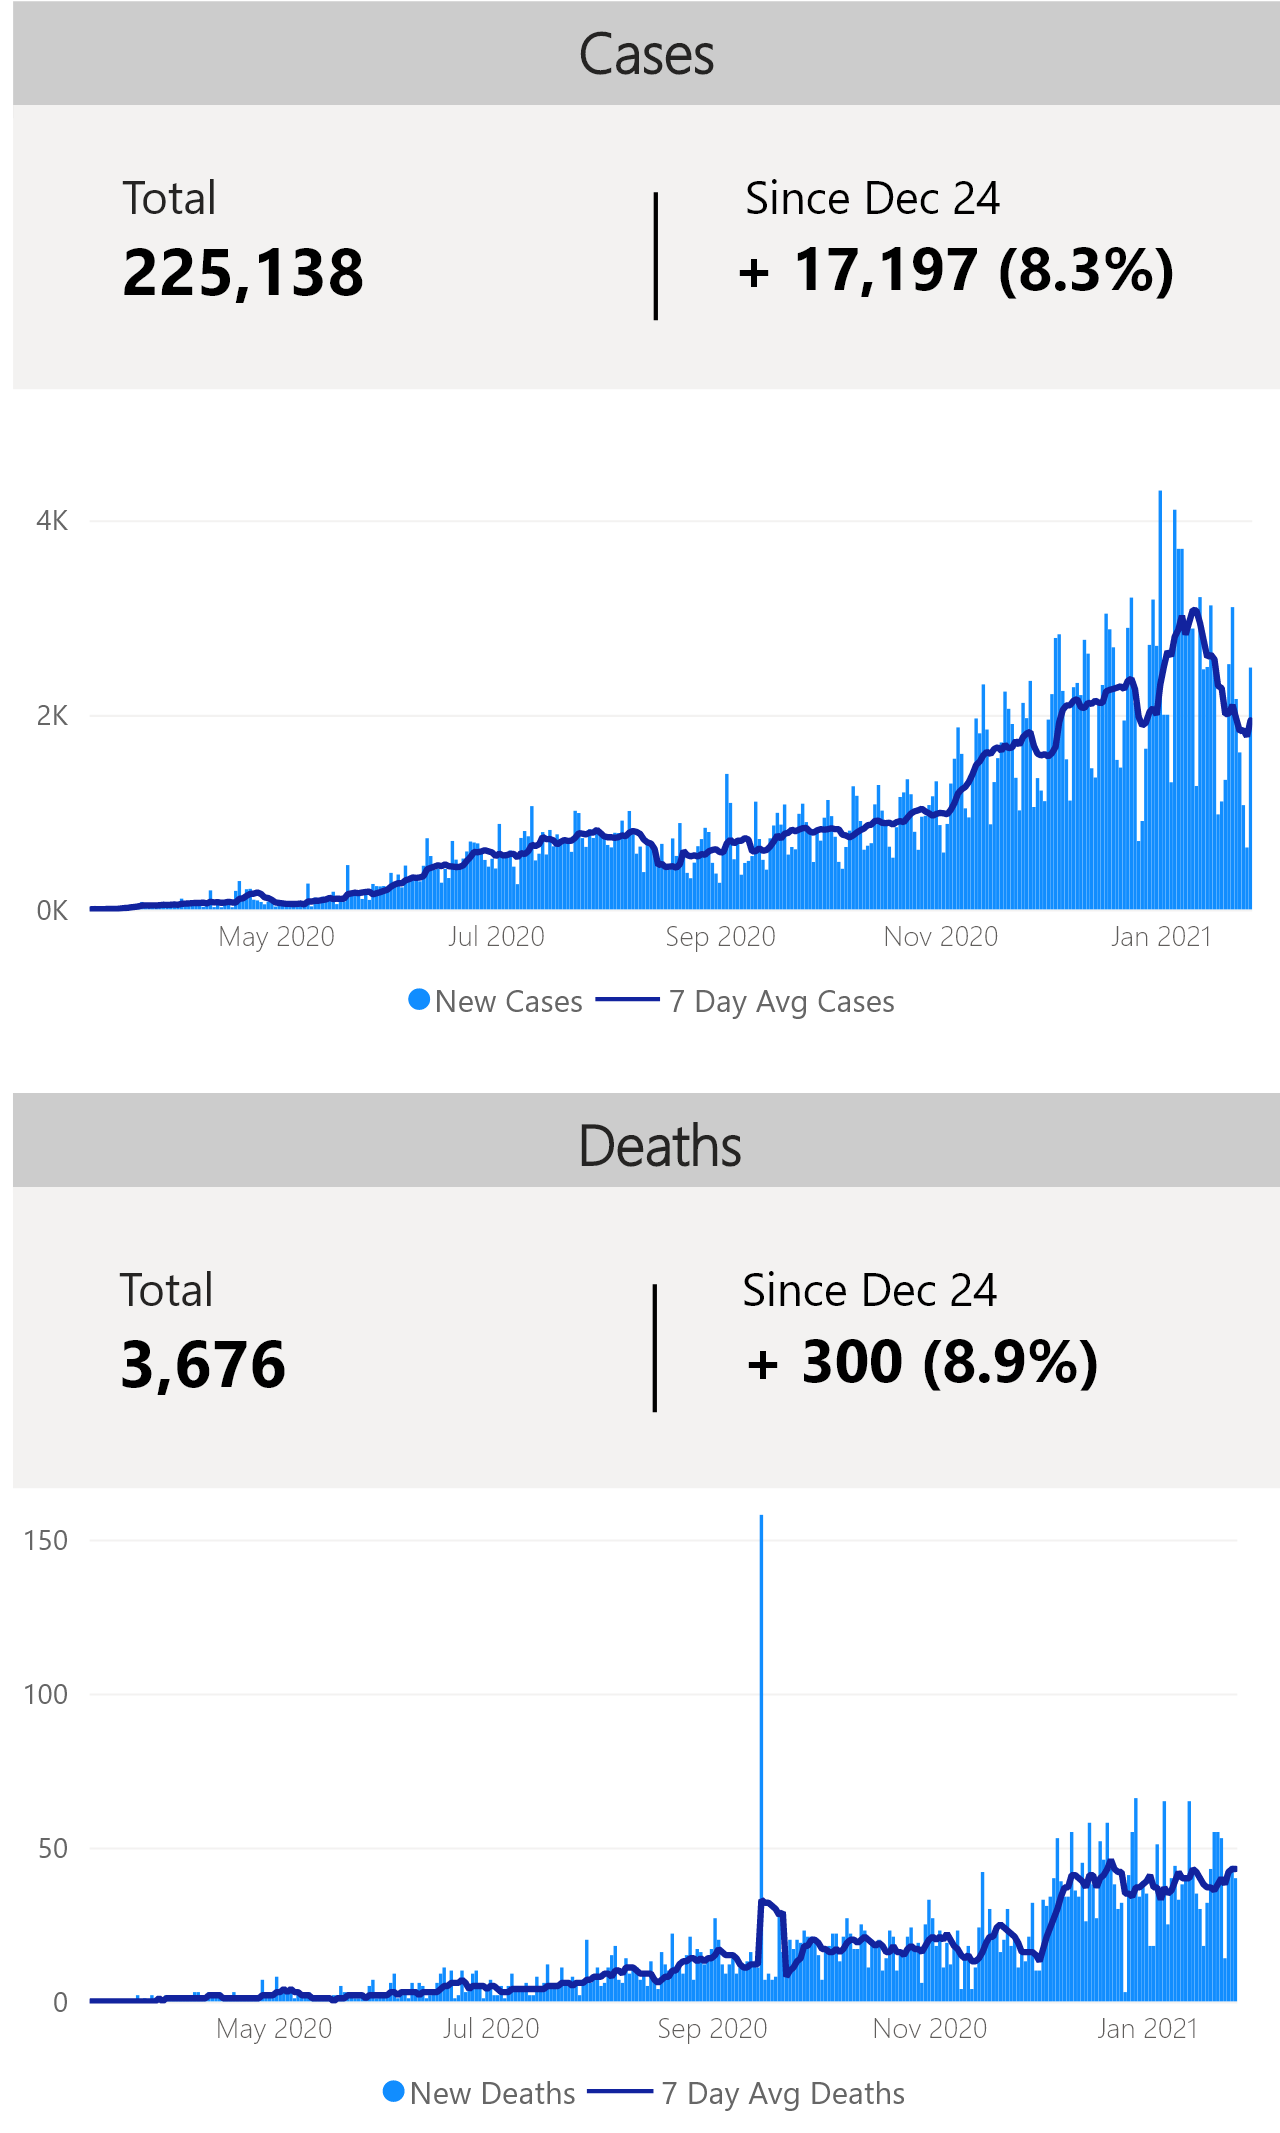 Cases
Total
Since Dec 24
225,138
+ 17,197 (8.3%)
4K
2K
0K
May 2020
Jul 2020
Sep 2020
Nov 2020
Jan 2021
New Cases
7 Day Avg Cases
Deaths
Total
Since Dec 24
3,676
+ 300 (8.9%)
150
100
50
0
May 2020
Jul 2020
Sep 2020
Nov 2020
Jan 2021
New Deaths
7 Day Avg Deaths